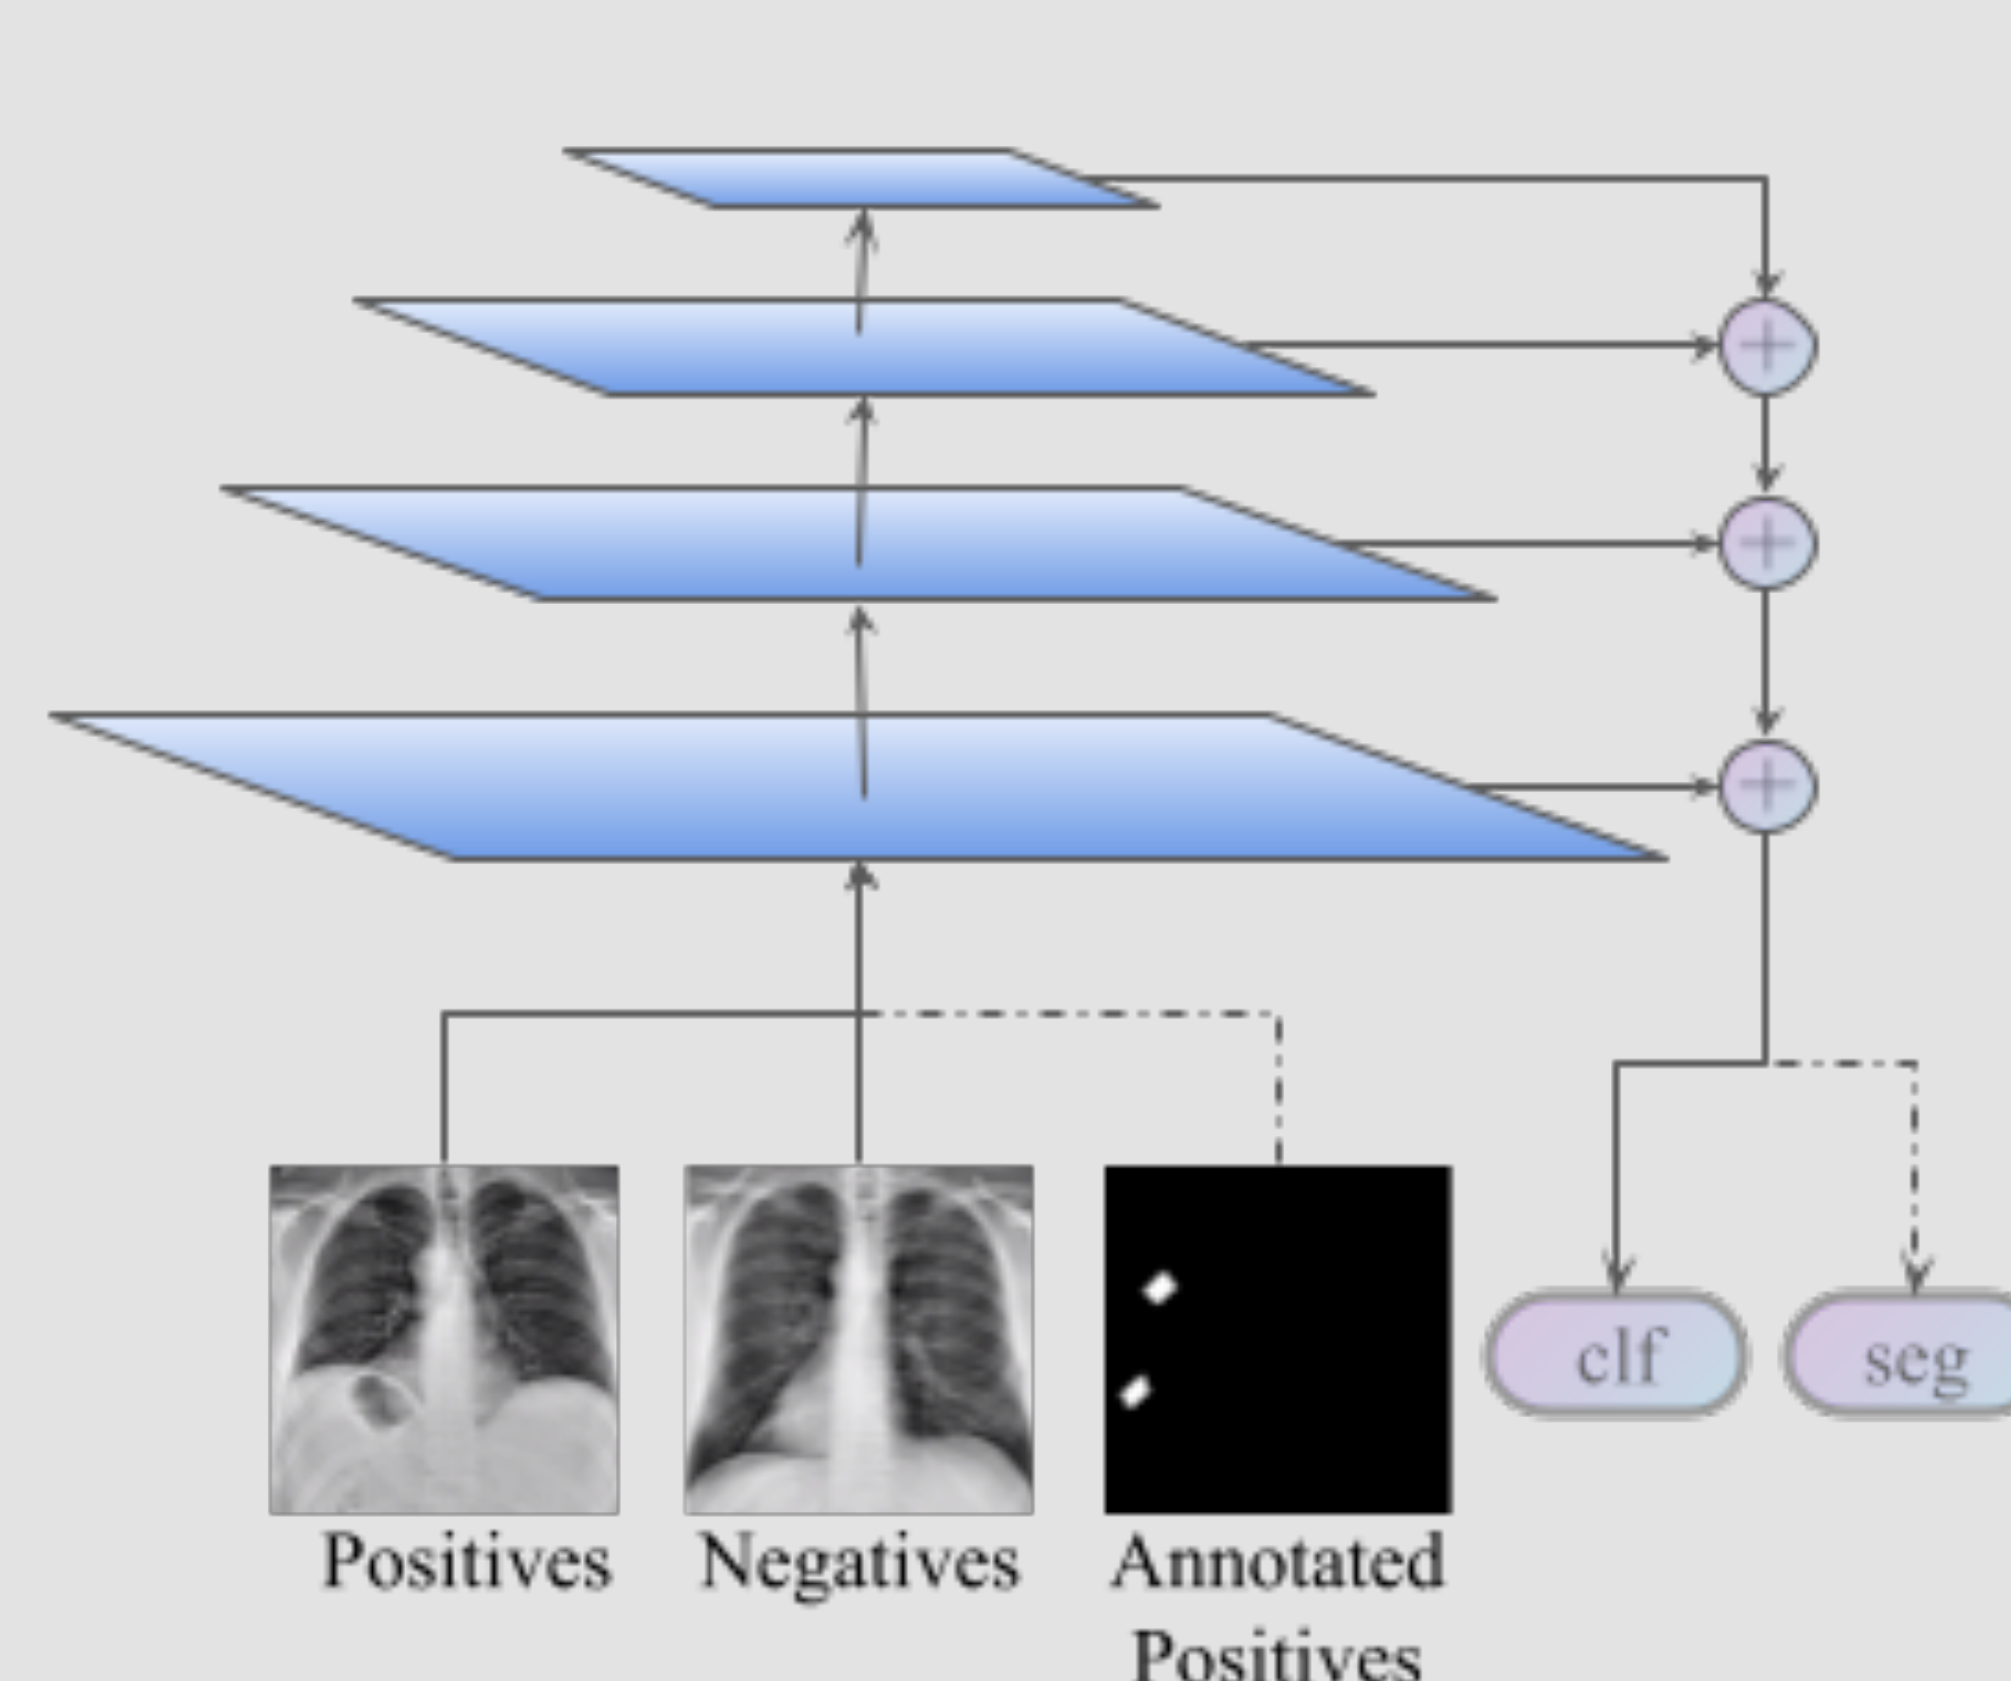 clf
seg
Positives
Negatives
Annotated
Positives